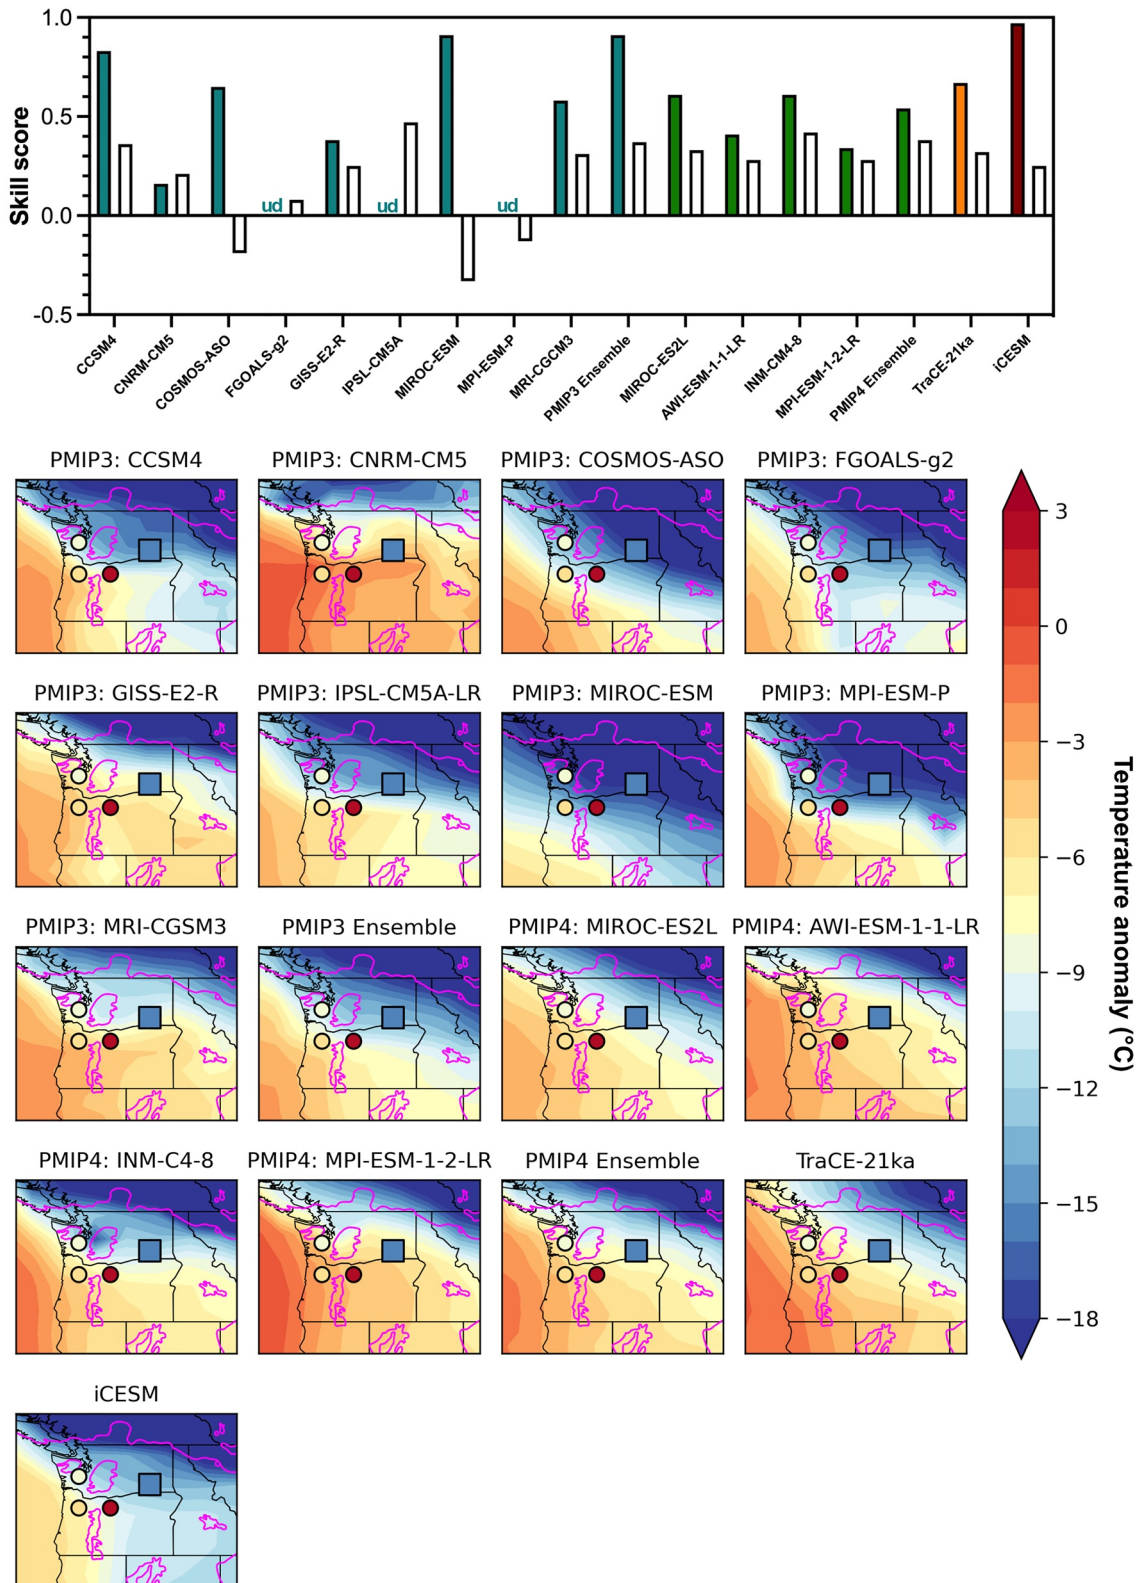 1.0
0.5
0.0
-0.5
Skill score
ud
ud
ud
CCSM4
CNRM-CM5
COSMOS-ASO
FGOALS-g2
GISS-E2-R
IPSL-CM5A
MIROC-ESM
MPI-ESM-P
MRI-CGCM3
PMIP3 Ensemble
MIROC-ES2L
AWI-ESM-1-1-LR
INM-CM4-8
MPI-ESM-1-2-LR
PMIP4 Ensemble
TraCE-21ka
iCESM
PMIP3: CCSM4
PMIP3: CNRM-CM5
PMIP3: COSMOS-ASO
PMIP3: FGOALS-g2
PMIP3: GISS-E2-R
PMIP3: IPSL-CM5A-LR
PMIP3: MIROC-ESM
PMIP3: MPI-ESM-P
PMIP3: MRI-CGSM3
PMIP3 Ensemble
PMIP4: MIROC-ES2L
PMIP4: AWI-ESM-1-1-LR
PMIP4: INM-C4-8
PMIP4: MPI-ESM-1-2-LR
PMIP4 Ensemble
TraCE-21ka
iCESM
3
0
−3
−6
−9
−12
−15
−18
Temperature anomaly (°C)